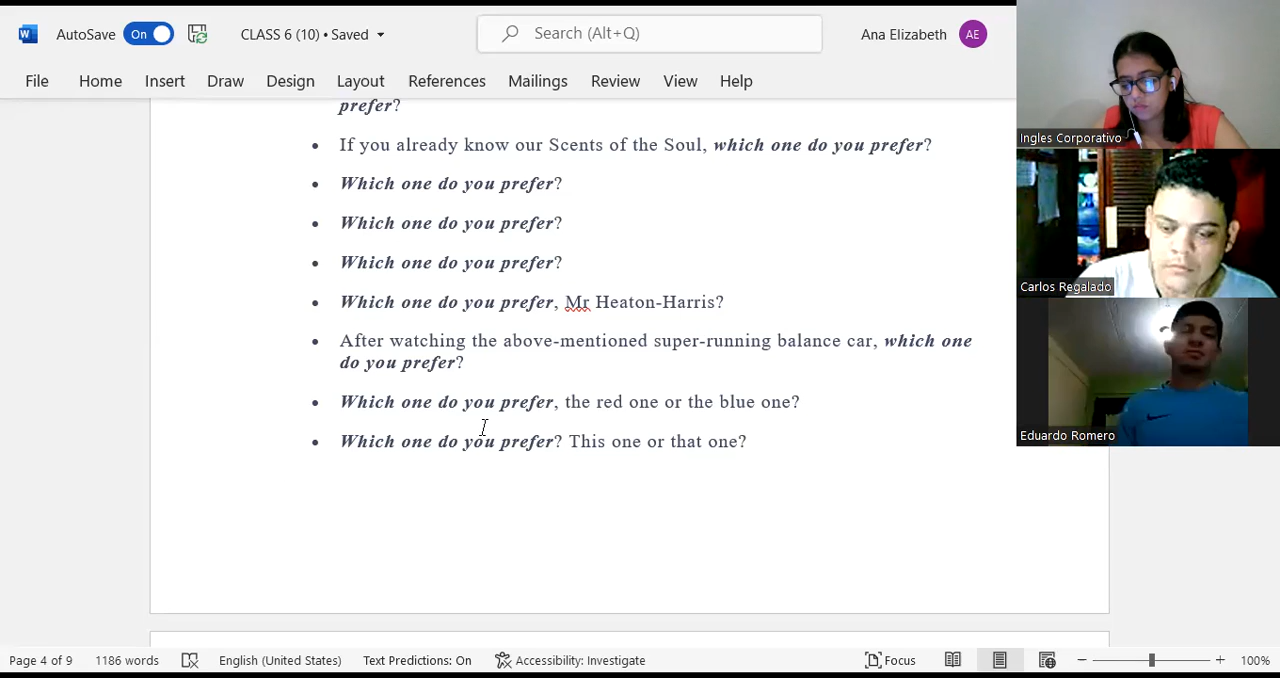 AutoSave On CLASS 6 (10) • Saved Search (Alt+Q) Ana Elizabeth AE
File Home Insert Draw Design Layout References Mailings Review View Help
prefer?
• If you already know our Scents of the Soul, which one do you prefer?
• Which one do you prefer?
• Which one do you prefer?
• Which one do you prefer?
• Which one do you prefer, Mr Heaton-Harris?
• After watching the above-mentioned super-running balance car, which one
do you prefer?
• Which one do you prefer, the red one or the blue one?
• Which one do you prefer? This one or that one?
Ingles Corporativo
Carlos Regalado
Eduardo Romero
Page 4 of 9 1186 words English (United States) Text Predictions: On Accessibility: Investigate Focus 100%